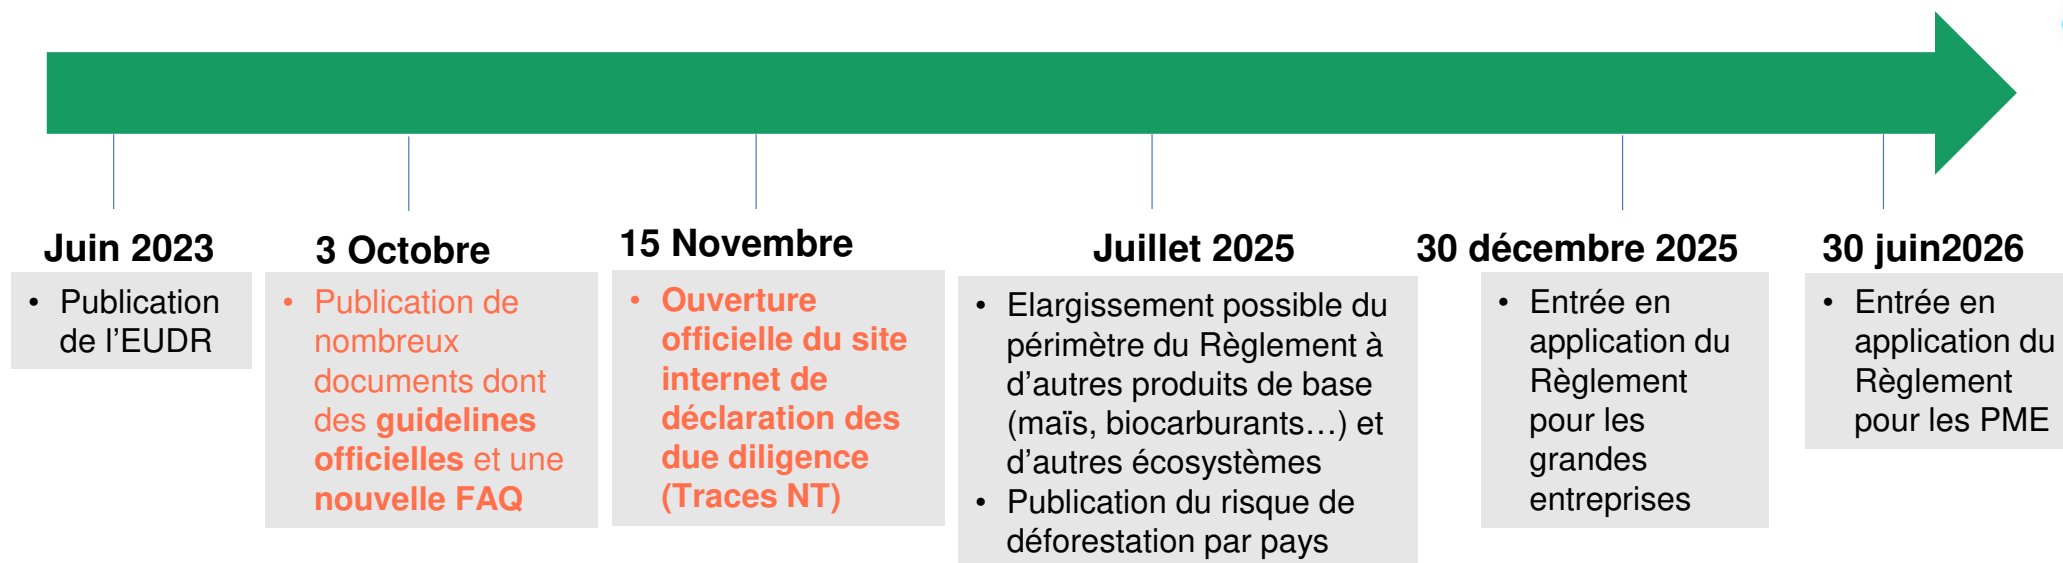 Juin 2023
• Publication
de l’EUDR
3 Octobre
• Publication de
nombreux
documents dont
des guidelines
officielles et une
nouvelle FAQ
15 Novembre
• Ouverture
officielle du site
internet de
déclaration des
due diligence
(Traces NT)
Juillet 2025
• Elargissement possible du
périmètre du Règlement à
d’autres produits de base
(maïs, biocarburants…) et
d’autres écosystèmes
• Publication du risque de
déforestation par pays
30 décembre 2025
• Entrée en
application du
Règlement
pour les
grandes
entreprises
30 juin2026
• Entrée en
application du
Règlement
pour les PME